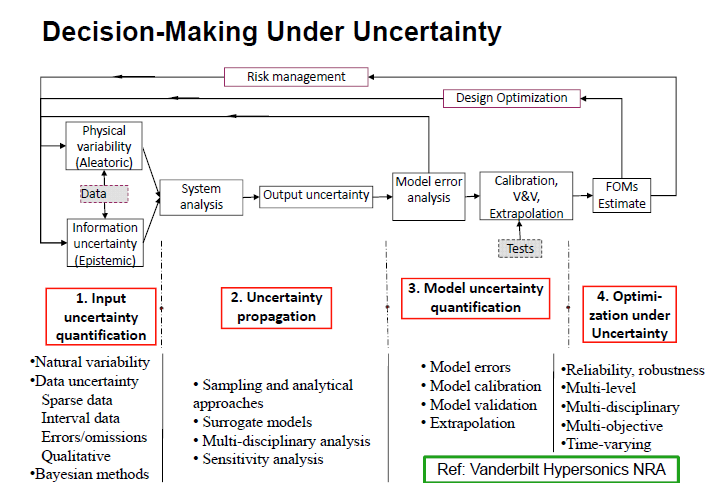 Decision-Making Under Uncertainty
Risk management
Design Optimization
Physical
variability
(Aleatoric)
Data
Information
uncertainty
(Epistemic)
System
analysis
Output uncertainty
Model error
analysis
Calibration,
V&V,
Extrapolation
Tests
FOMs
Estimate
1. Input
uncertainty
quantification
2. Uncertainty
propagation
3. Model uncertainty
quantification
4. Optimi-
zation under
Uncertainty
•Natural variability
•Data uncertainty
Sparse data
Interval data
Errors/omissions
Qualitative
•Bayesian methods
• Sampling and analytical
approaches
• Surrogate models
• Multi-disciplinary analysis
• Sensitivity analysis
• Model errors
• Model calibration
• Model validation
• Extrapolation
•Reliability, robustness
•Multi-level
•Multi-disciplinary
•Multi-objective
•Time-varying
Ref: Vanderbilt Hypersonics NRA